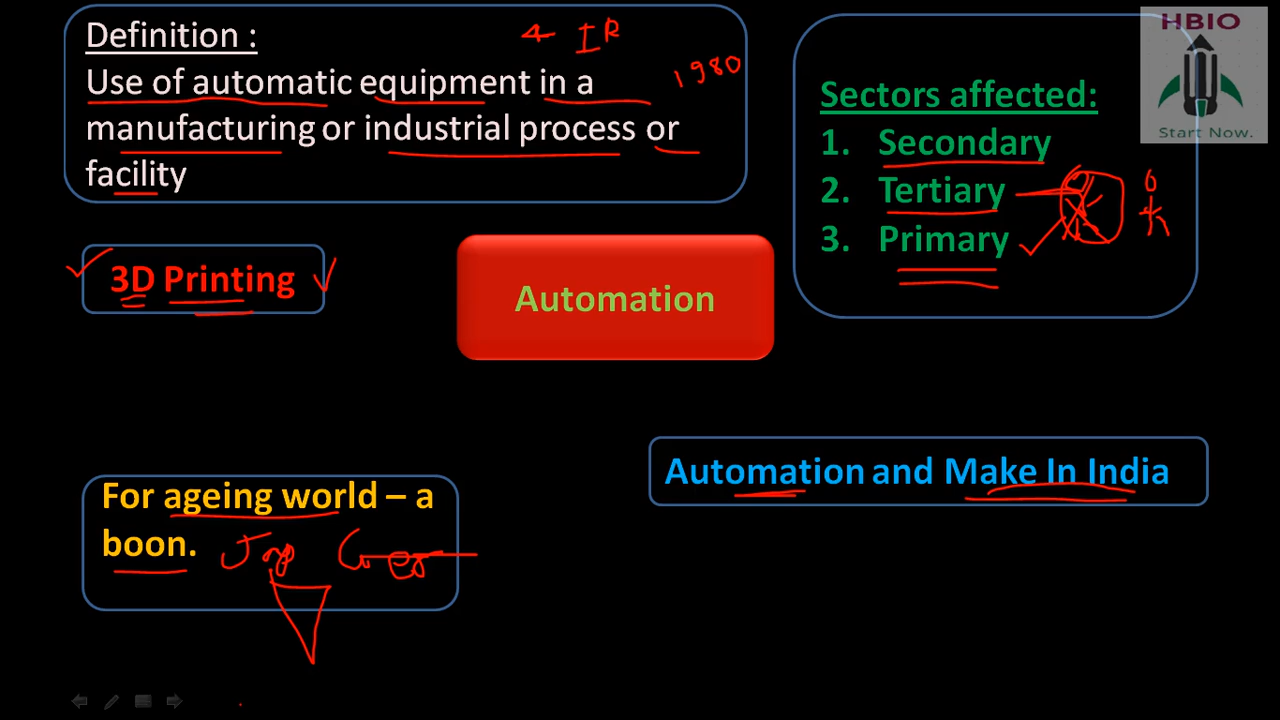 Definition :
Use of automatic equipment in a
manufacturing or industrial process or
facility
4 IR
1980
Sectors affected:
1. Secondary
2. Tertiary
3. Primary
HBIO
Start Now.
3D Printing
Automation
Automation and Make In India
For ageing world – a
boon.
Jap Ger